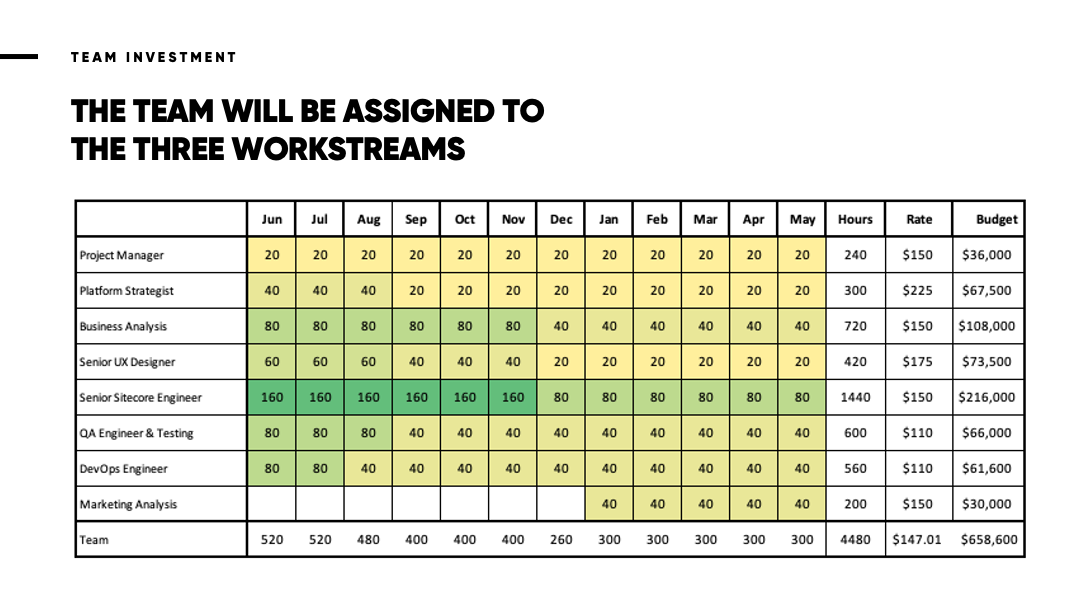 TEAM INVESTMENT
THE TEAM WILL BE ASSIGNED TO
THE THREE WORKSTREAMS
Jun Jul Aug Sep Oct Nov Dec Jan Feb Mar Apr May Hours Rate Budget
Project Manager 20 20 20 20 20 20 20 20 20 20 20 20 240 $150 $36,000
Platform Strategist 40 40 40 20 20 20 20 20 20 20 20 20 300 $225 $67,500
Business Analysis 80 80 80 80 80 80 40 40 40 40 40 40 720 $150 $108,000
Senior UX Designer 60 60 60 40 40 40 20 20 20 20 20 20 420 $175 $73,500
Senior Sitecore Engineer 160 160 160 160 160 160 80 80 80 80 80 80 1440 $150 $216,000
QA Engineer & Testing 80 80 80 40 40 40 40 40 40 40 40 40 600 $110 $66,000
DevOps Engineer 80 80 40 40 40 40 40 40 40 40 40 40 560 $110 $61,600
Marketing Analysis 40 40 40 40 40 200 $150 $30,000
Team 520 520 480 400 400 400 260 300 300 300 300 300 4480 $147.01 $658,600